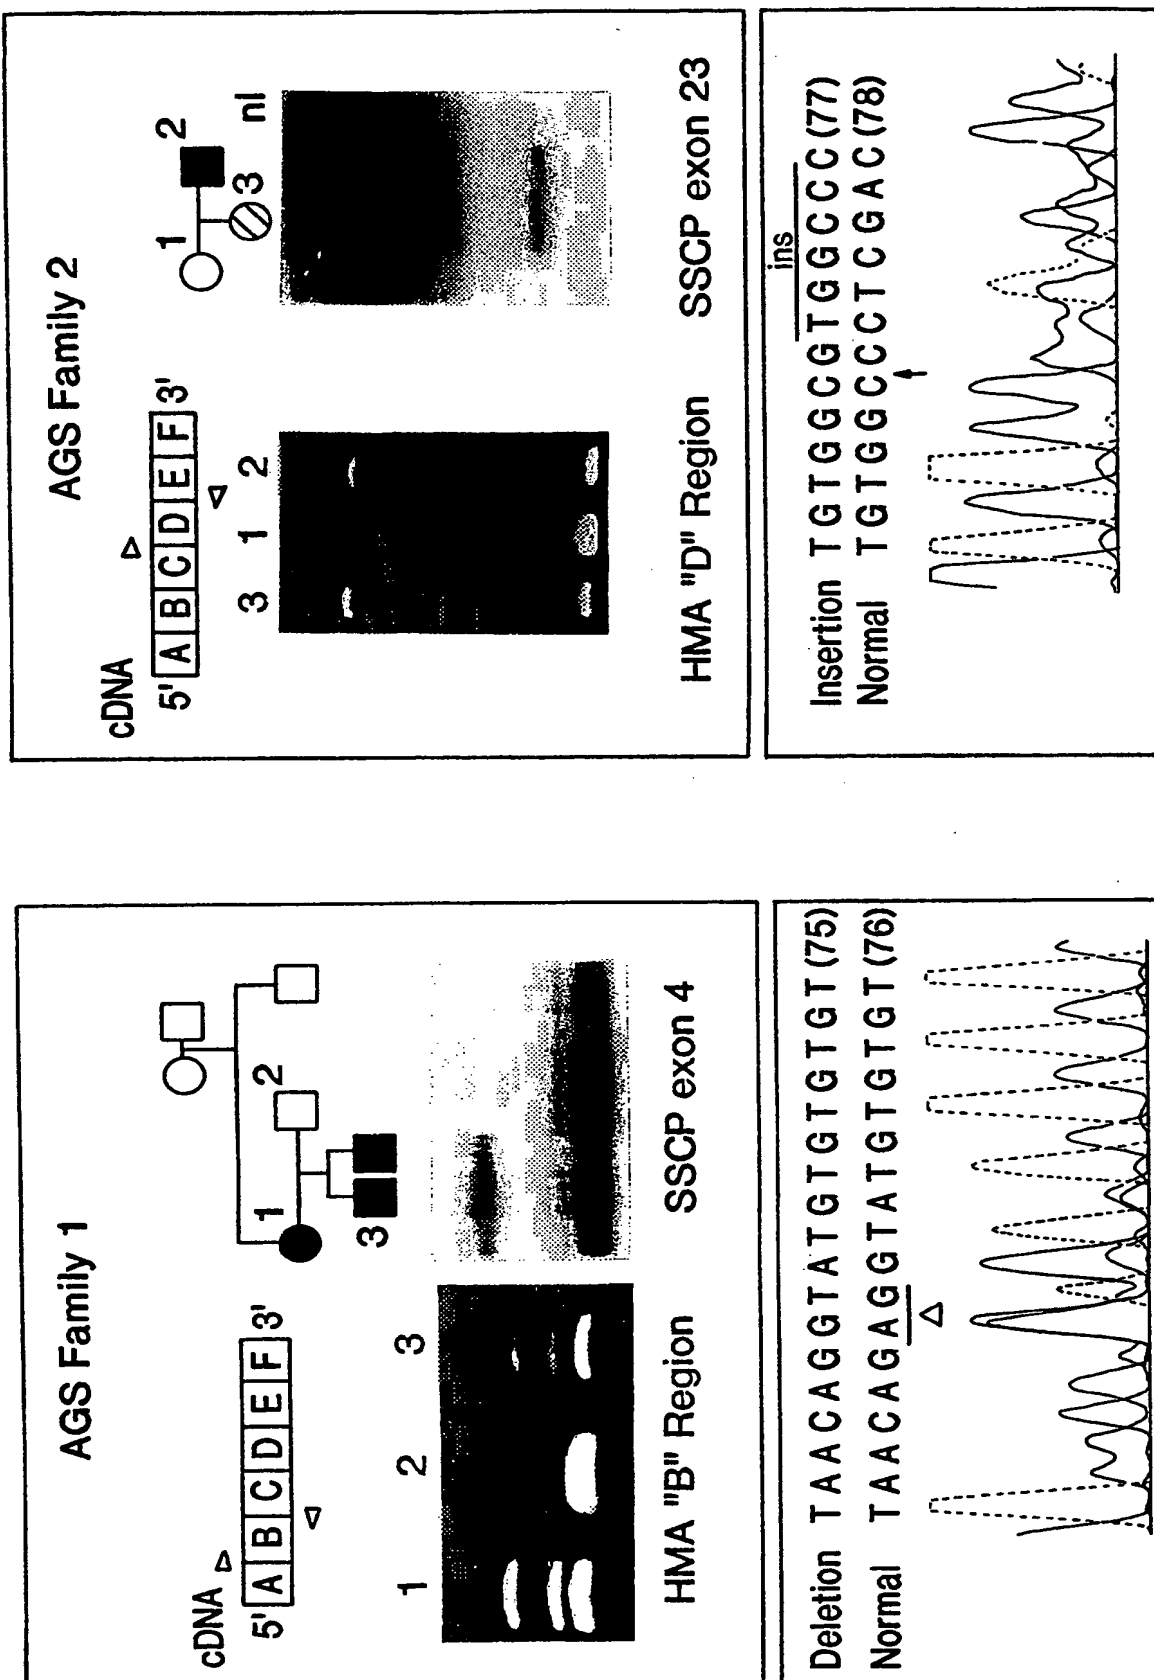 AGS Family 1
cDNA
5' A B C D E F 3'
1 2
3
1 2 3
HMA "B" Region SSCP exon 4
Deletion T A A C A G G T A T G T G T G T G T (75)
Normal T A A C A G A G G T A T G T G T G T (76)
AGS Family 2
cDNA
5' A B C D E F 3'
1 2
3
3 1 2 nl
HMA "D" Region SSCP exon 23
ins
Insertion T G T G G C G T G G C C C (77)
Normal T G T G G C C C T C G A C (78)